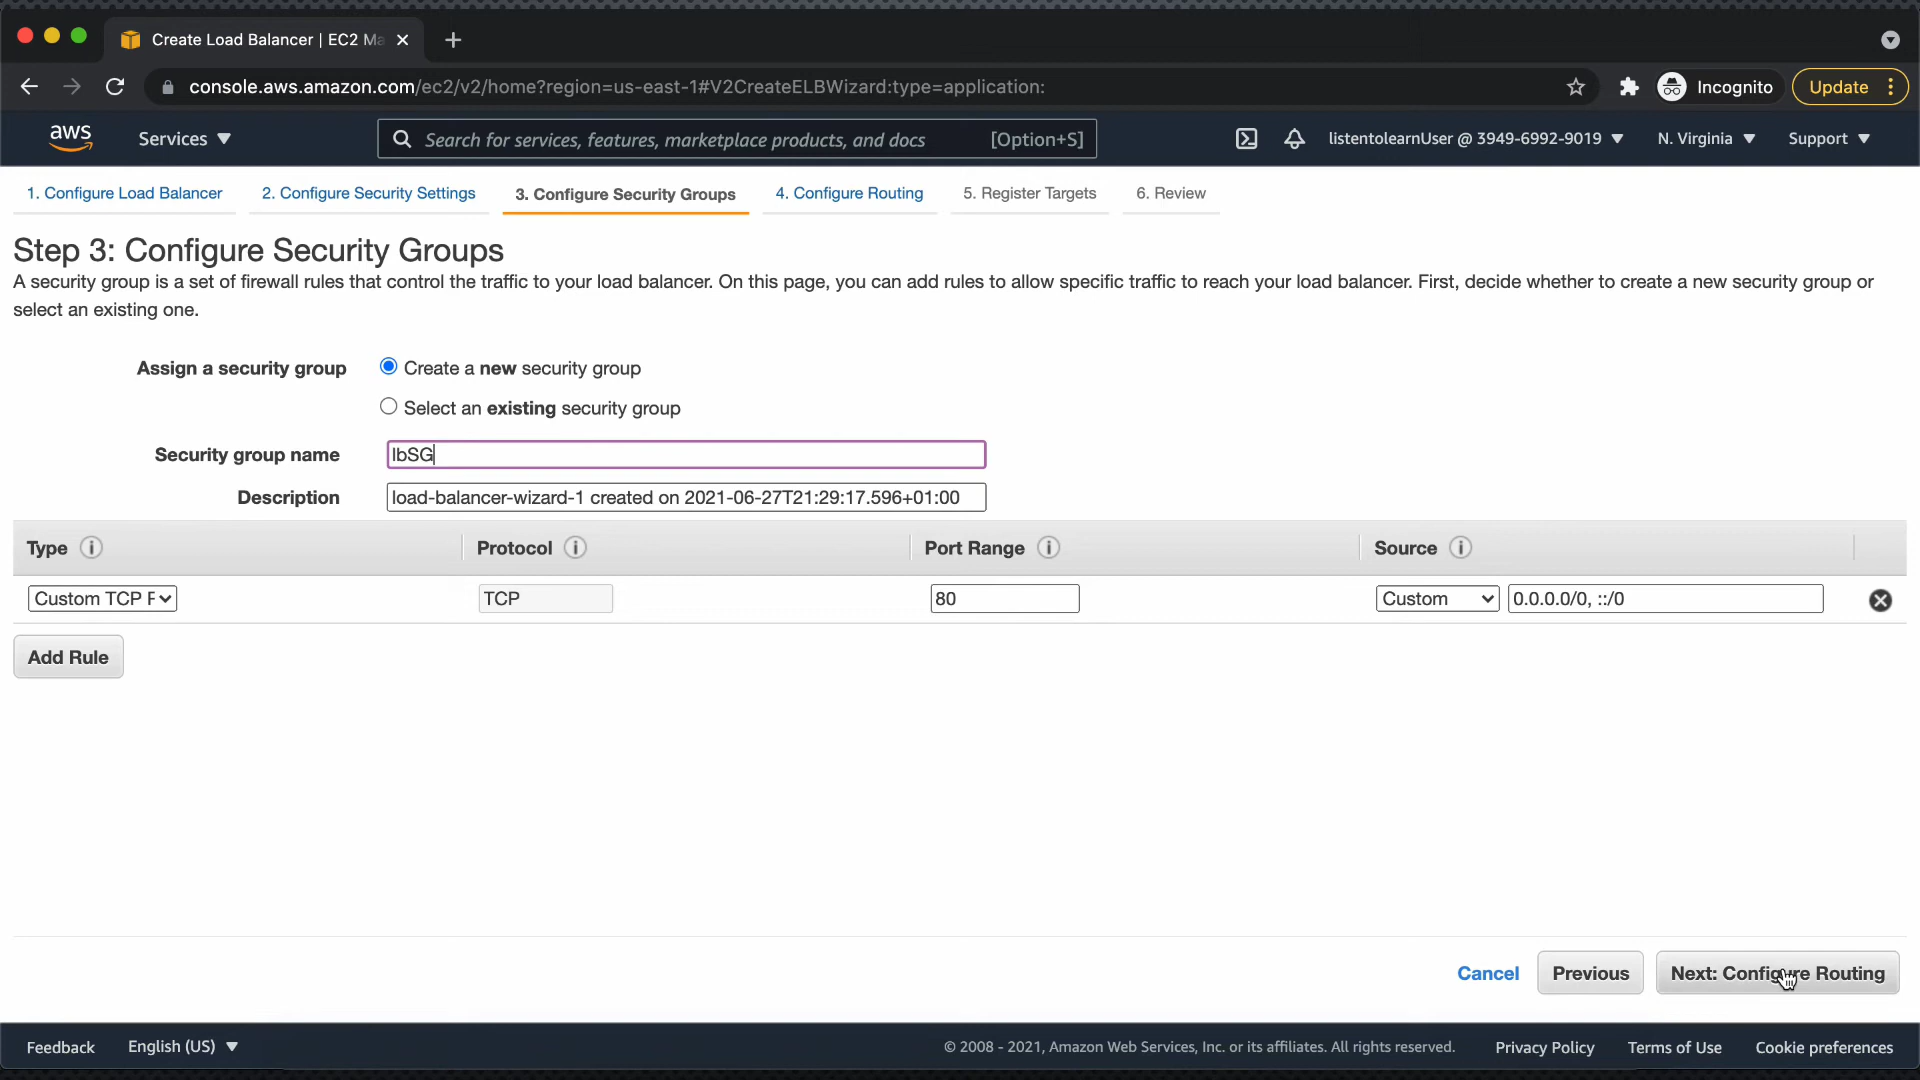 Create Load Balancer | EC2 Ma
console.aws.amazon.com/ec2/v2/home?region=us-east-1#V2CreateELBWizard:type=application:
Incognito
Update
aws
Services
Search for services, features, marketplace products, and docs
[Option+S]
listentolearnUser @ 3949-6992-9019
N. Virginia
Support
1. Configure Load Balancer
2. Configure Security Settings
3. Configure Security Groups
4. Configure Routing
5. Register Targets
6. Review
Step 3: Configure Security Groups
A security group is a set of firewall rules that control the traffic to your load balancer. On this page, you can add rules to allow specific traffic to reach your load balancer. First, decide whether to create a new security group or
select an existing one.
Assign a security group
Create a new security group
Select an existing security group
Security group name
lbSG
Description
load-balancer-wizard-1 created on 2021-06-27T21:29:17.596+01:00
Type
Protocol
Port Range
Source
Custom TCP F
TCP
80
Custom
0.0.0.0/0, ::/0
Add Rule
Cancel
Previous
Next: Configure Routing
Feedback
English (US)
© 2008 - 2021, Amazon Web Services, Inc. or its affiliates. All rights reserved.
Privacy Policy
Terms of Use
Cookie preferences